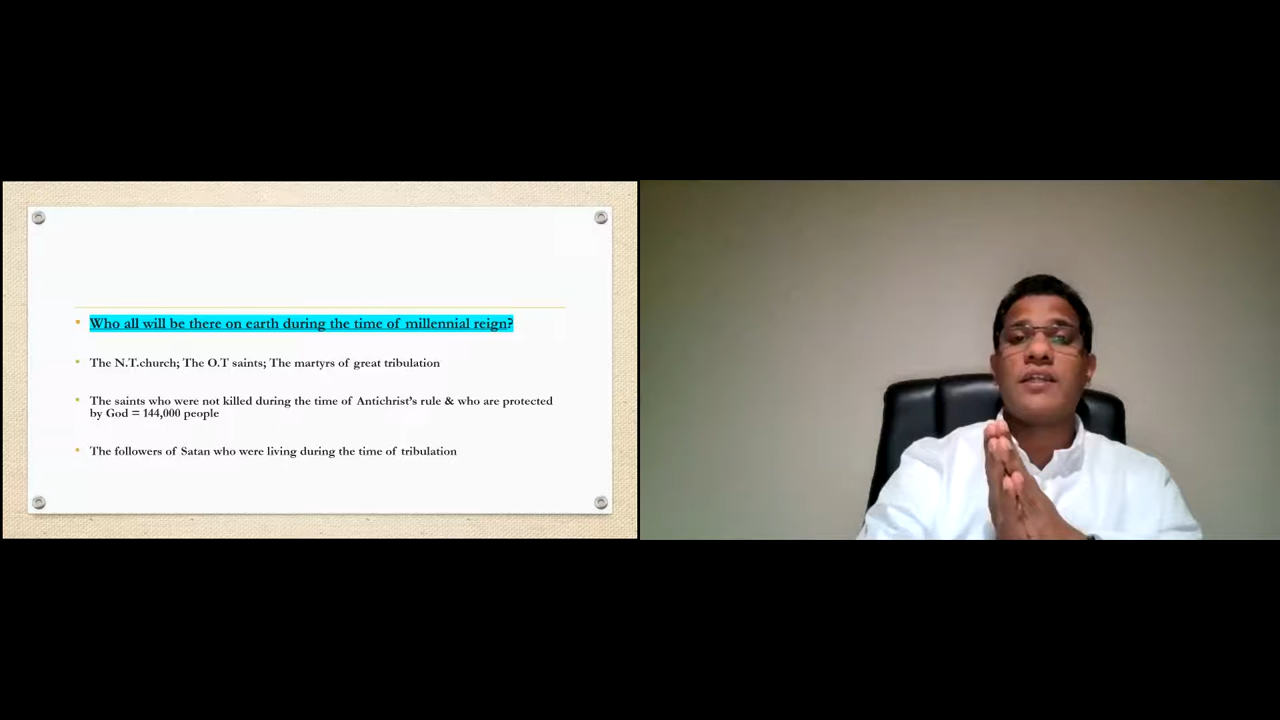 Who all will be there on earth during the time of millennial reign?
The N.T.church; The O.T saints; The martyrs of great tribulation
The saints who were not killed during the time of Antichrist's rule & who are protected
by God = 144,000 people
The followers of Satan who were living during the time of tribulation